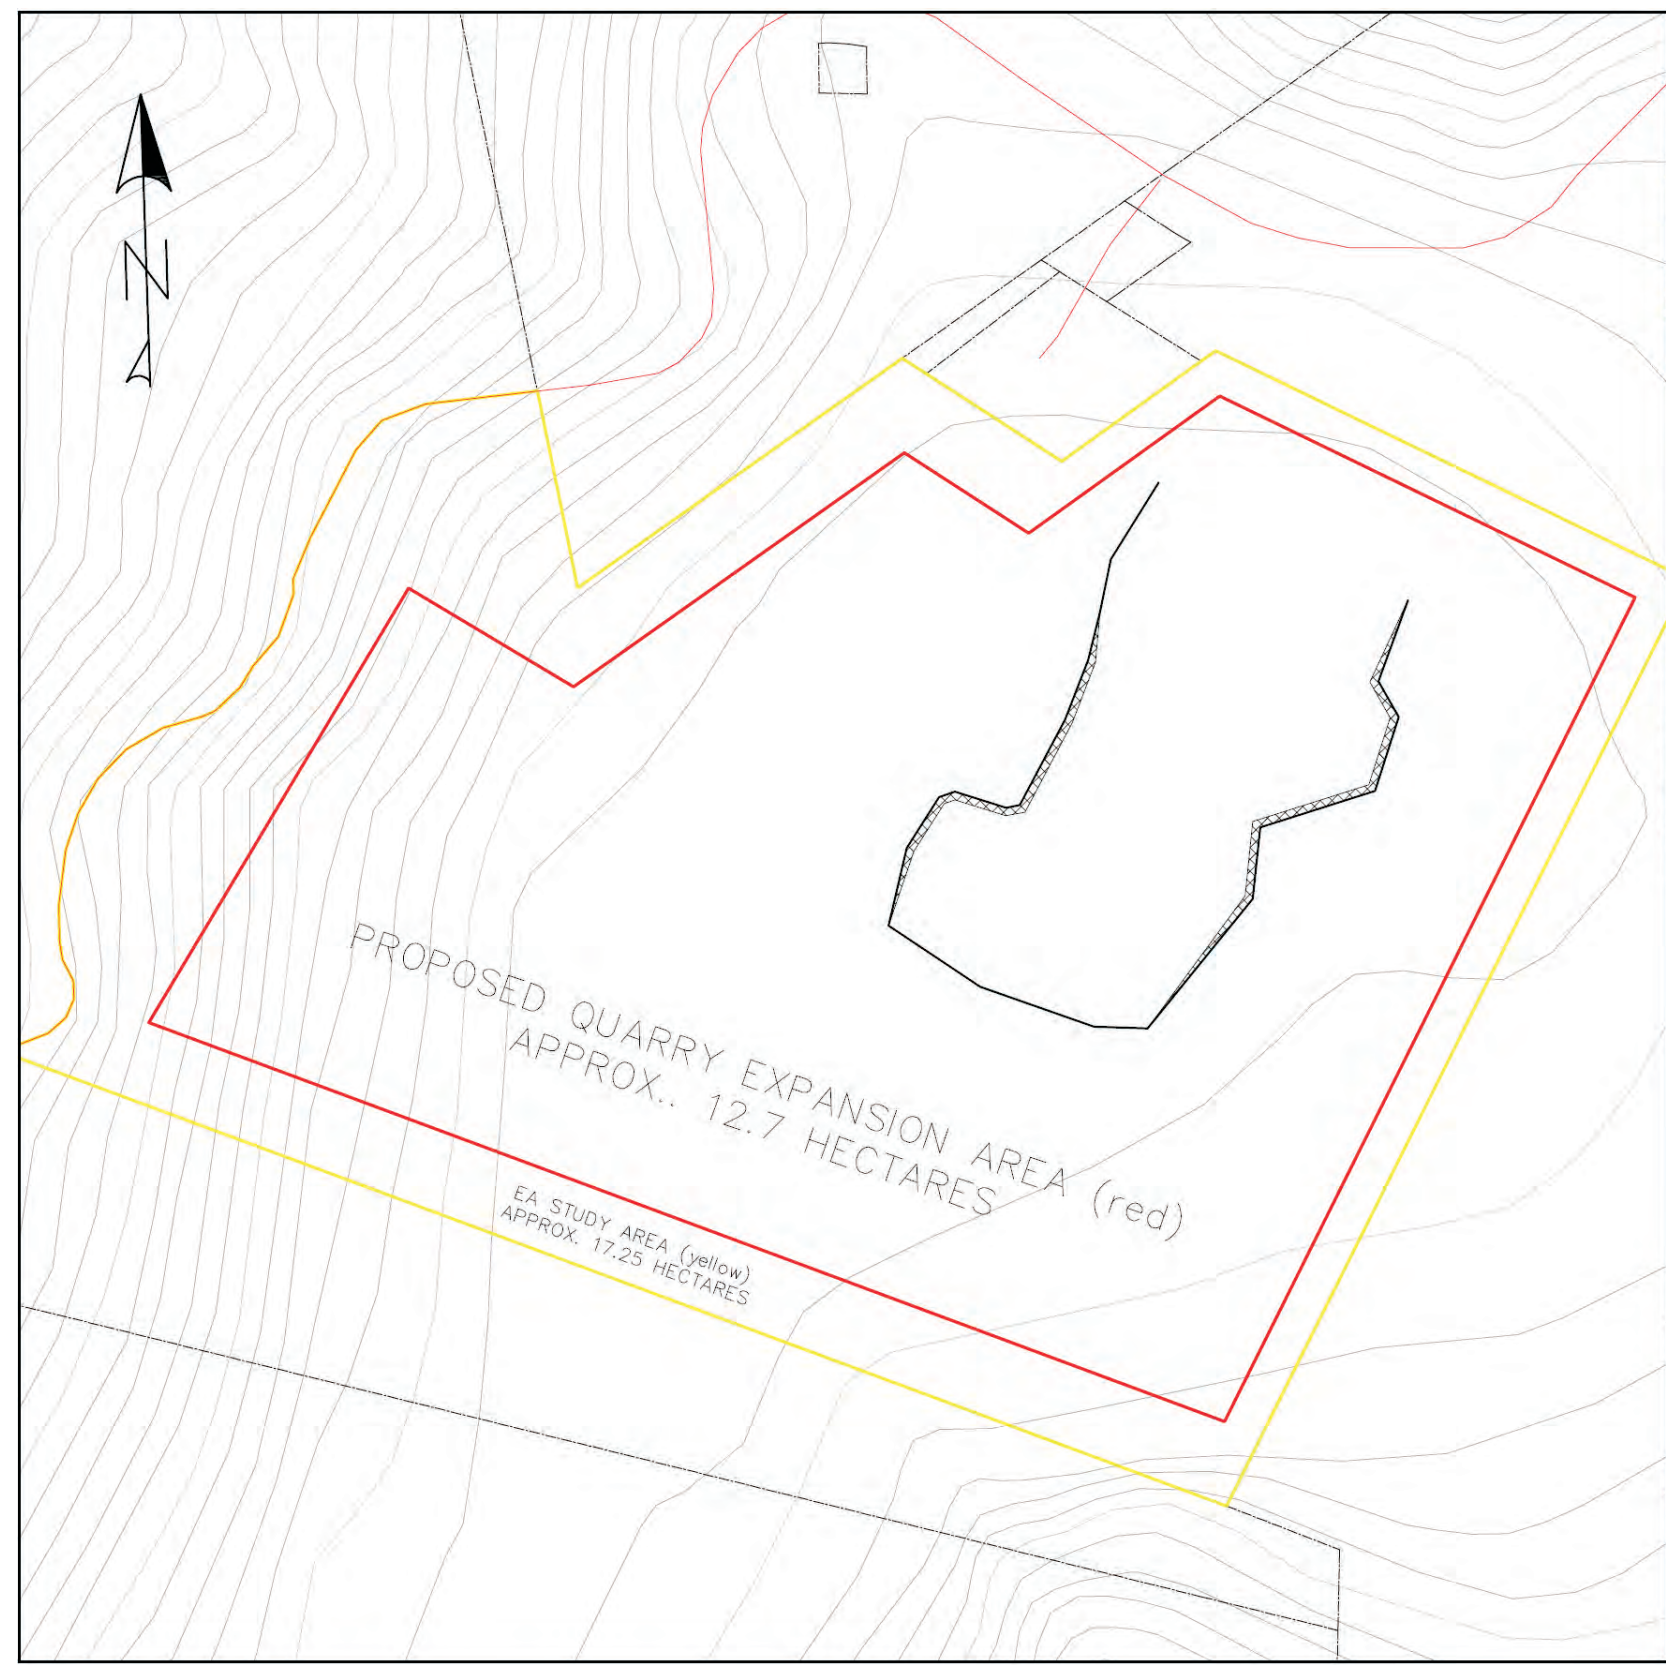 N
PROPOSED QUARRY EXPANSION AREA (red)
APPROX.. 12.7 HECTARES
EA STUDY AREA (yellow)
APPROX. 17.25 HECTARES